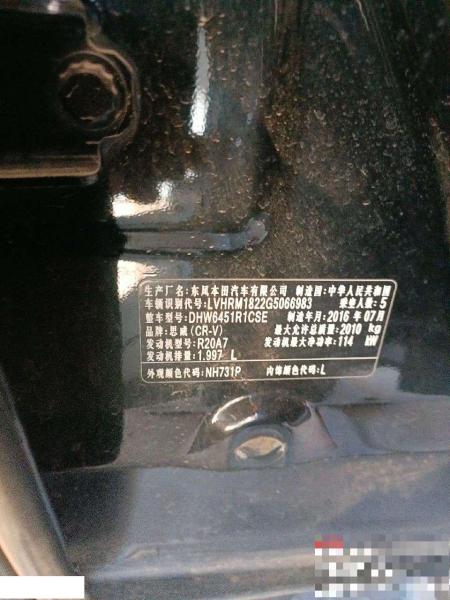 生产厂名:东风本田汽车有限公司 制造国:中华人民共和国
车辆识别代号:LVHRM1822G5066983 乘坐人数:5
整车型号:DHW6451R1CSE 制造年月:2016 年 07月
品牌:思威(CR-V) 最大允许总质量:2010 kg
发动机型号:R20A7 发动机最大净功率:114 kW
发动机排量:1.997 L
外观颜色代码:NH731P 内饰颜色代码:L